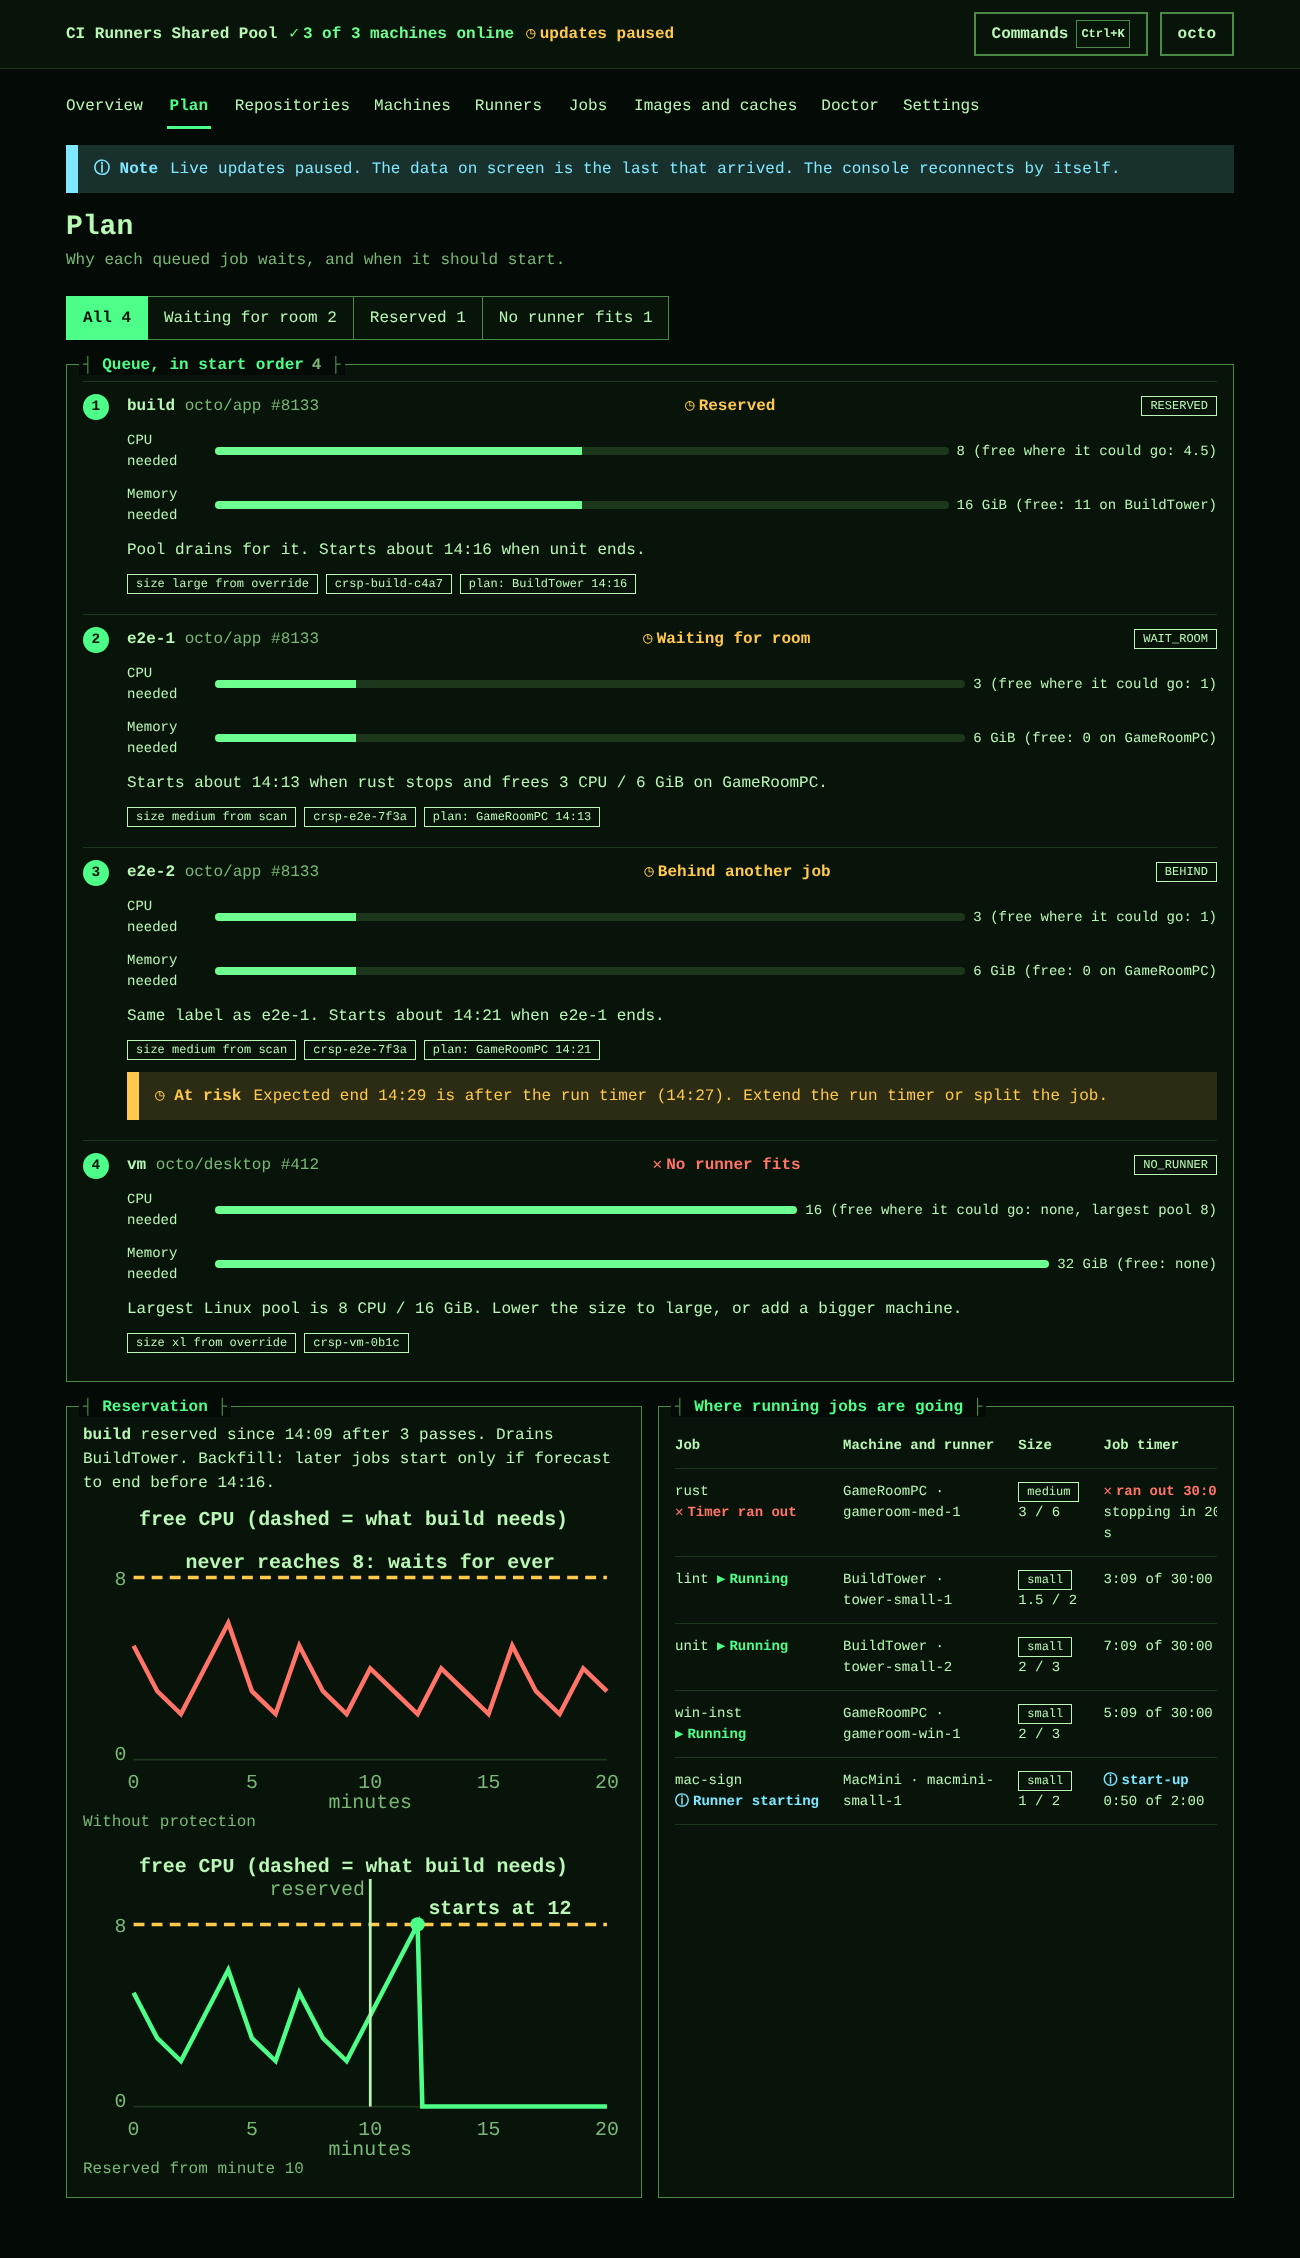 CI Runners Shared Pool ✓ 3 of 3 machines online ◷ updates paused Commands Ctrl+K octo
Overview Plan Repositories Machines Runners Jobs Images and caches Doctor Settings
ⓘ Note Live updates paused. The data on screen is the last that arrived. The console reconnects by itself.
Plan
Why each queued job waits, and when it should start.
All 4 Waiting for room 2 Reserved 1 No runner fits 1
┤ Queue, in start order 4 ├
1 build octo/app #8133 ◷ Reserved RESERVED
CPU
needed
8 (free where it could go: 4.5)
Memory
needed
16 GiB (free: 11 on BuildTower)
Pool drains for it. Starts about 14:16 when unit ends.
size large from override crsp-build-c4a7 plan: BuildTower 14:16
2 e2e-1 octo/app #8133 ◷ Waiting for room WAIT_ROOM
CPU
needed
3 (free where it could go: 1)
Memory
needed
6 GiB (free: 0 on GameRoomPC)
Starts about 14:13 when rust stops and frees 3 CPU / 6 GiB on GameRoomPC.
size medium from scan crsp-e2e-7f3a plan: GameRoomPC 14:13
3 e2e-2 octo/app #8133 ◷ Behind another job BEHIND
CPU
needed
3 (free where it could go: 1)
Memory
needed
6 GiB (free: 0 on GameRoomPC)
Same label as e2e-1. Starts about 14:21 when e2e-1 ends.
size medium from scan crsp-e2e-7f3a plan: GameRoomPC 14:21
◷ At risk Expected end 14:29 is after the run timer (14:27). Extend the run timer or split the job.
4 vm octo/desktop #412 ✕ No runner fits NO_RUNNER
CPU
needed
16 (free where it could go: none, largest pool 8)
Memory
needed
32 GiB (free: none)
Largest Linux pool is 8 CPU / 16 GiB. Lower the size to large, or add a bigger machine.
size xl from override crsp-vm-0b1c
┤ Reservation ├
build reserved since 14:09 after 3 passes. Drains
BuildTower. Backfill: later jobs start only if forecast
to end before 14:16.
free CPU (dashed = what build needs)
never reaches 8: waits for ever
8
0
0 5 10 15 20
minutes
Without protection
free CPU (dashed = what build needs)
reserved
starts at 12
8
0
0 5 10 15 20
minutes
Reserved from minute 10
┤ Where running jobs are going ├
Job Machine and runner Size Job timer
rust GameRoomPC · medium ✕ ran out 30:0
✕ Timer ran out gameroom-med-1 3 / 6 stopping in 20
s
lint ▶ Running BuildTower · small 3:09 of 30:00
tower-small-1 1.5 / 2
unit ▶ Running BuildTower · small 7:09 of 30:00
tower-small-2 2 / 3
win-inst GameRoomPC · small 5:09 of 30:00
▶ Running gameroom-win-1 2 / 3
mac-sign MacMini · macmini- small ⓘ start-up
ⓘ Runner starting small-1 1 / 2 0:50 of 2:00